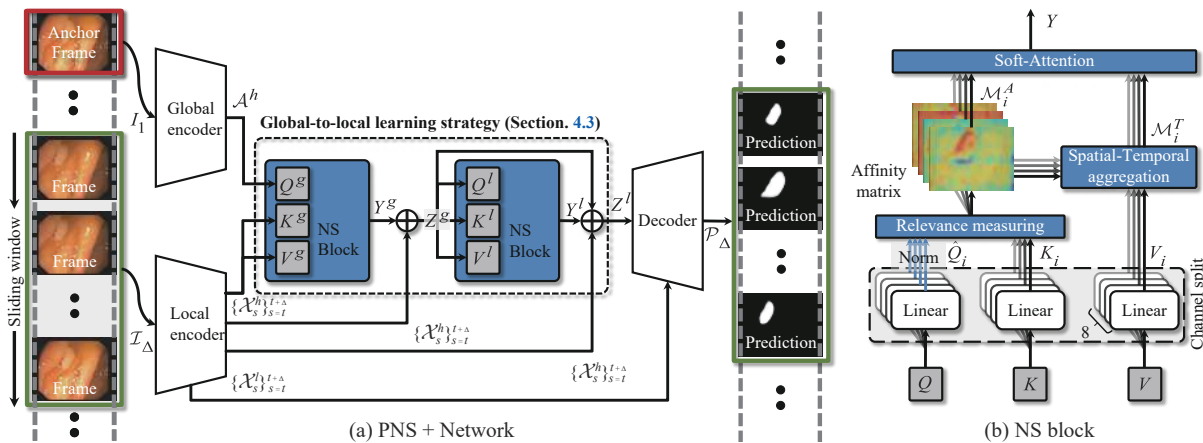 Anchor
Frame
Frame
Frame
Frame
Sliding window
I_1
𝓘_Δ
Global
encoder
Local
encoder
𝒜^h
Global-to-local learning strategy (Section. 4.3)
Q^g
K^g
V^g
NS
Block
Y^g
Z^g
Q^l
K^l
V^l
NS
Block
Y^l
Z^l
{𝒳_s^h}_{s=t}^{t+Δ}
{𝒳_s^h}_{s=t}^{t+Δ}
{𝒳_s^l}_{s=t}^{t+Δ}
{𝒳_s^h}_{s=t}^{t+Δ}
Decoder
𝒫_Δ
Prediction
Prediction
Prediction
(a) PNS + Network
Y
Soft-Attention
ℳ_i^A
ℳ_i^T
Affinity
matrix
Spatial-Temporal
aggregation
Relevance measuring
Norm
Q̂_i
K_i
V_i
Linear
Linear
Linear
8
Channel split
Q
K
V
(b) NS block